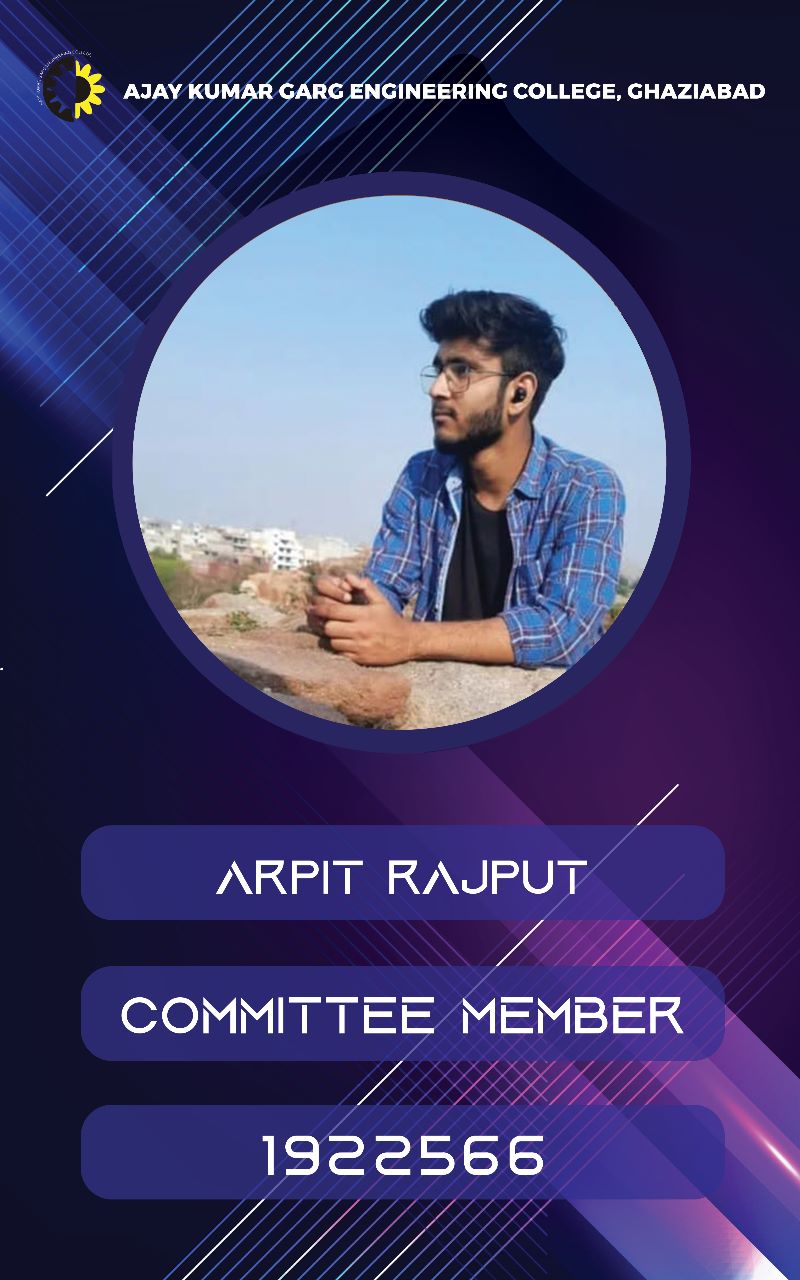 AJAY KUMAR GARG ENGINEERING COLLEGE, GHAZIABAD
ARPIT RAJPUT
COMMITTEE MEMBER
1922566